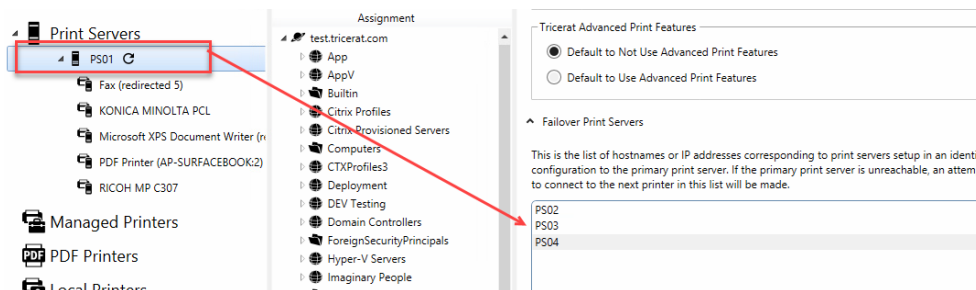 Print Servers
PS01
Fax (redirected 5)
KONICA MINOLTA PCL
Microsoft XPS Document Writer (re
PDF Printer (AP-SURFACEBOOK:2)
RICOH MP C307
Managed Printers
PDF
PDF Printers
Local Printers
Assignment
test.tricerat.com
App
AppV
Builtin
Citrix Profiles
Citrix Provisioned Servers
Computers
CTXProfiles3
Deployment
DEV Testing
Domain Controllers
ForeignSecurityPrincipals
Hyper-V Servers
Imaginary People
Tricerat Advanced Print Features
Default to Not Use Advanced Print Features
Default to Use Advanced Print Features
Failover Print Servers
This is the list of hostnames or IP addresses corresponding to print servers setup in an identi
configuration to the primary print server. If the primary print server is unreachable, an attem
to connect to the next printer in this list will be made.
PS02
PS03
PS04